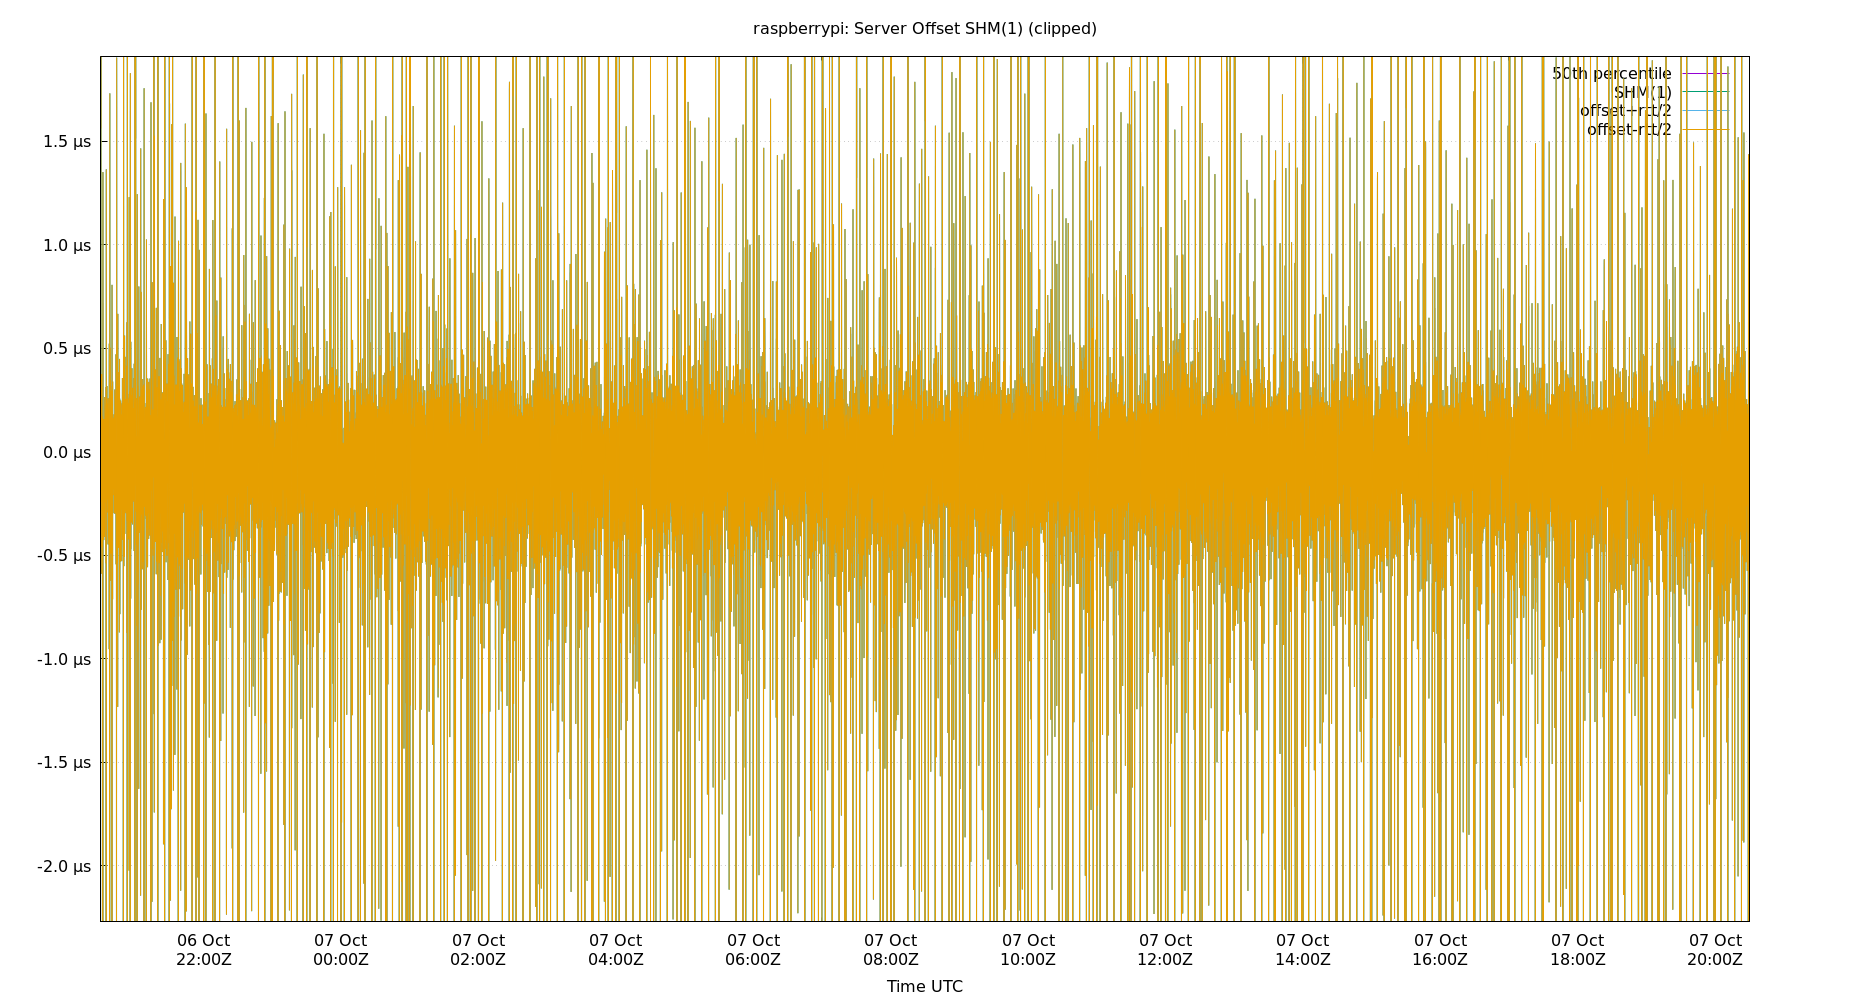 raspberrypi: Server Offset SHM(1) (clipped)
50th percentile
SHM(1)
offset+rtt/2
offset-rtt/2
1.5 µs
1.0 µs
0.5 µs
0.0 µs
-0.5 µs
-1.0 µs
-1.5 µs
-2.0 µs
06 Oct 07 Oct 07 Oct 07 Oct 07 Oct 07 Oct 07 Oct 07 Oct 07 Oct 07 Oct 07 Oct 07 Oct
22:00Z 00:00Z 02:00Z 04:00Z 06:00Z 08:00Z 10:00Z 12:00Z 14:00Z 16:00Z 18:00Z 20:00Z
Time UTC